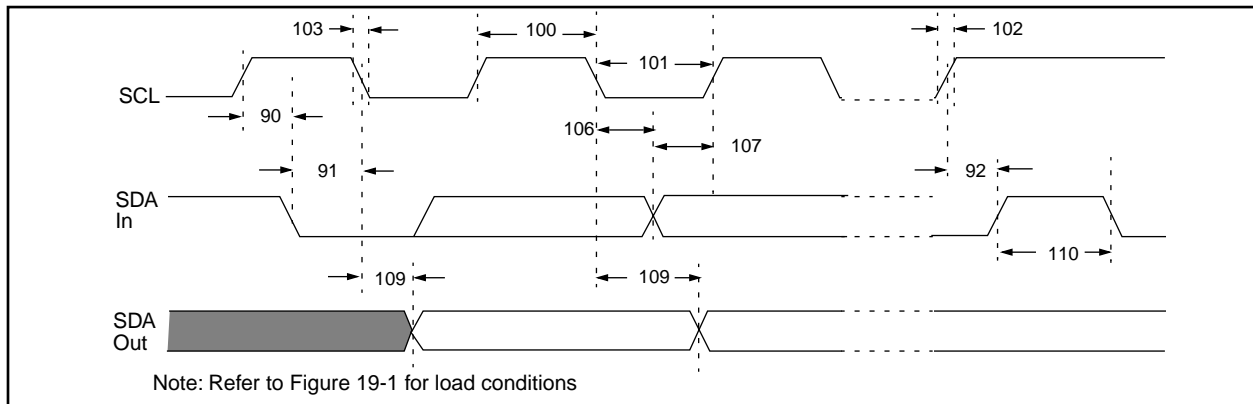 103
100
101
102
SCL
90
106
107
91
92
SDA
In
109
109
110
SDA
Out
Note: Refer to Figure 19-1 for load conditions